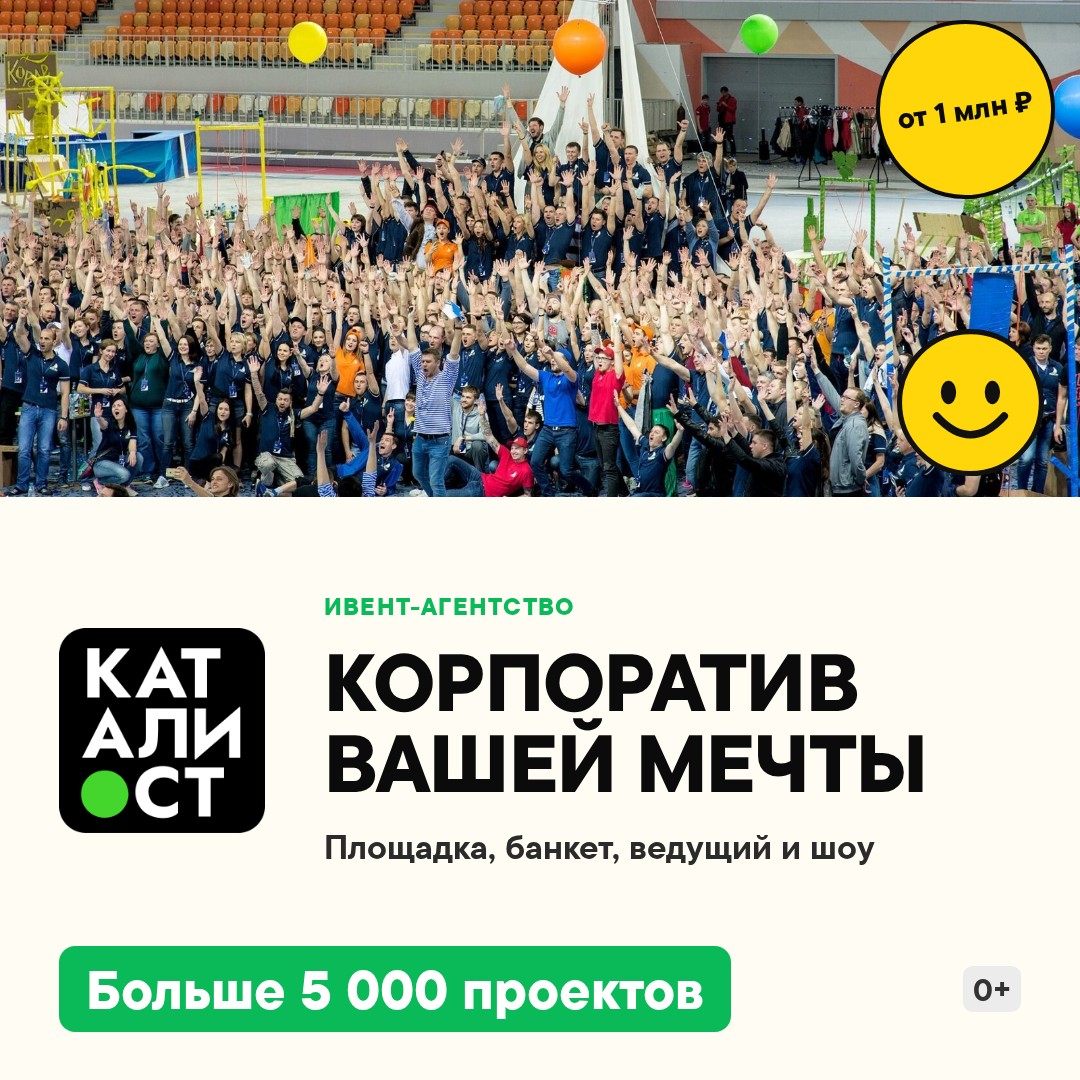 от 1 млн ₽
ИВЕНТ-АГЕНТСТВО
КАТ
АЛИ
СТ
КОРПОРАТИВ
ВАШЕЙ МЕЧТЫ
Площадка, банкет, ведущий и шоу
Больше 5 000 проектов
0+